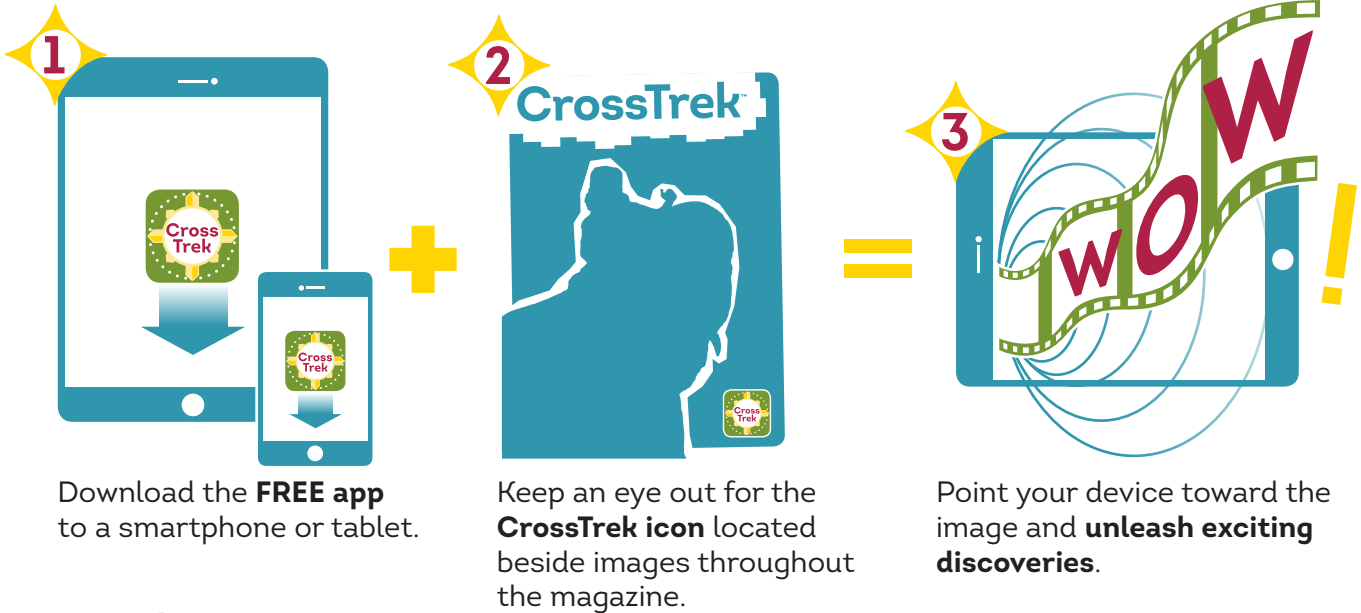 1
Cross
Trek
Cross
Trek
Download the FREE app
to a smartphone or tablet.
2
CrossTrek™
Cross
Trek
Keep an eye out for the
CrossTrek icon located
beside images throughout
the magazine.
3
WOW
!
Point your device toward the
image and unleash exciting
discoveries.